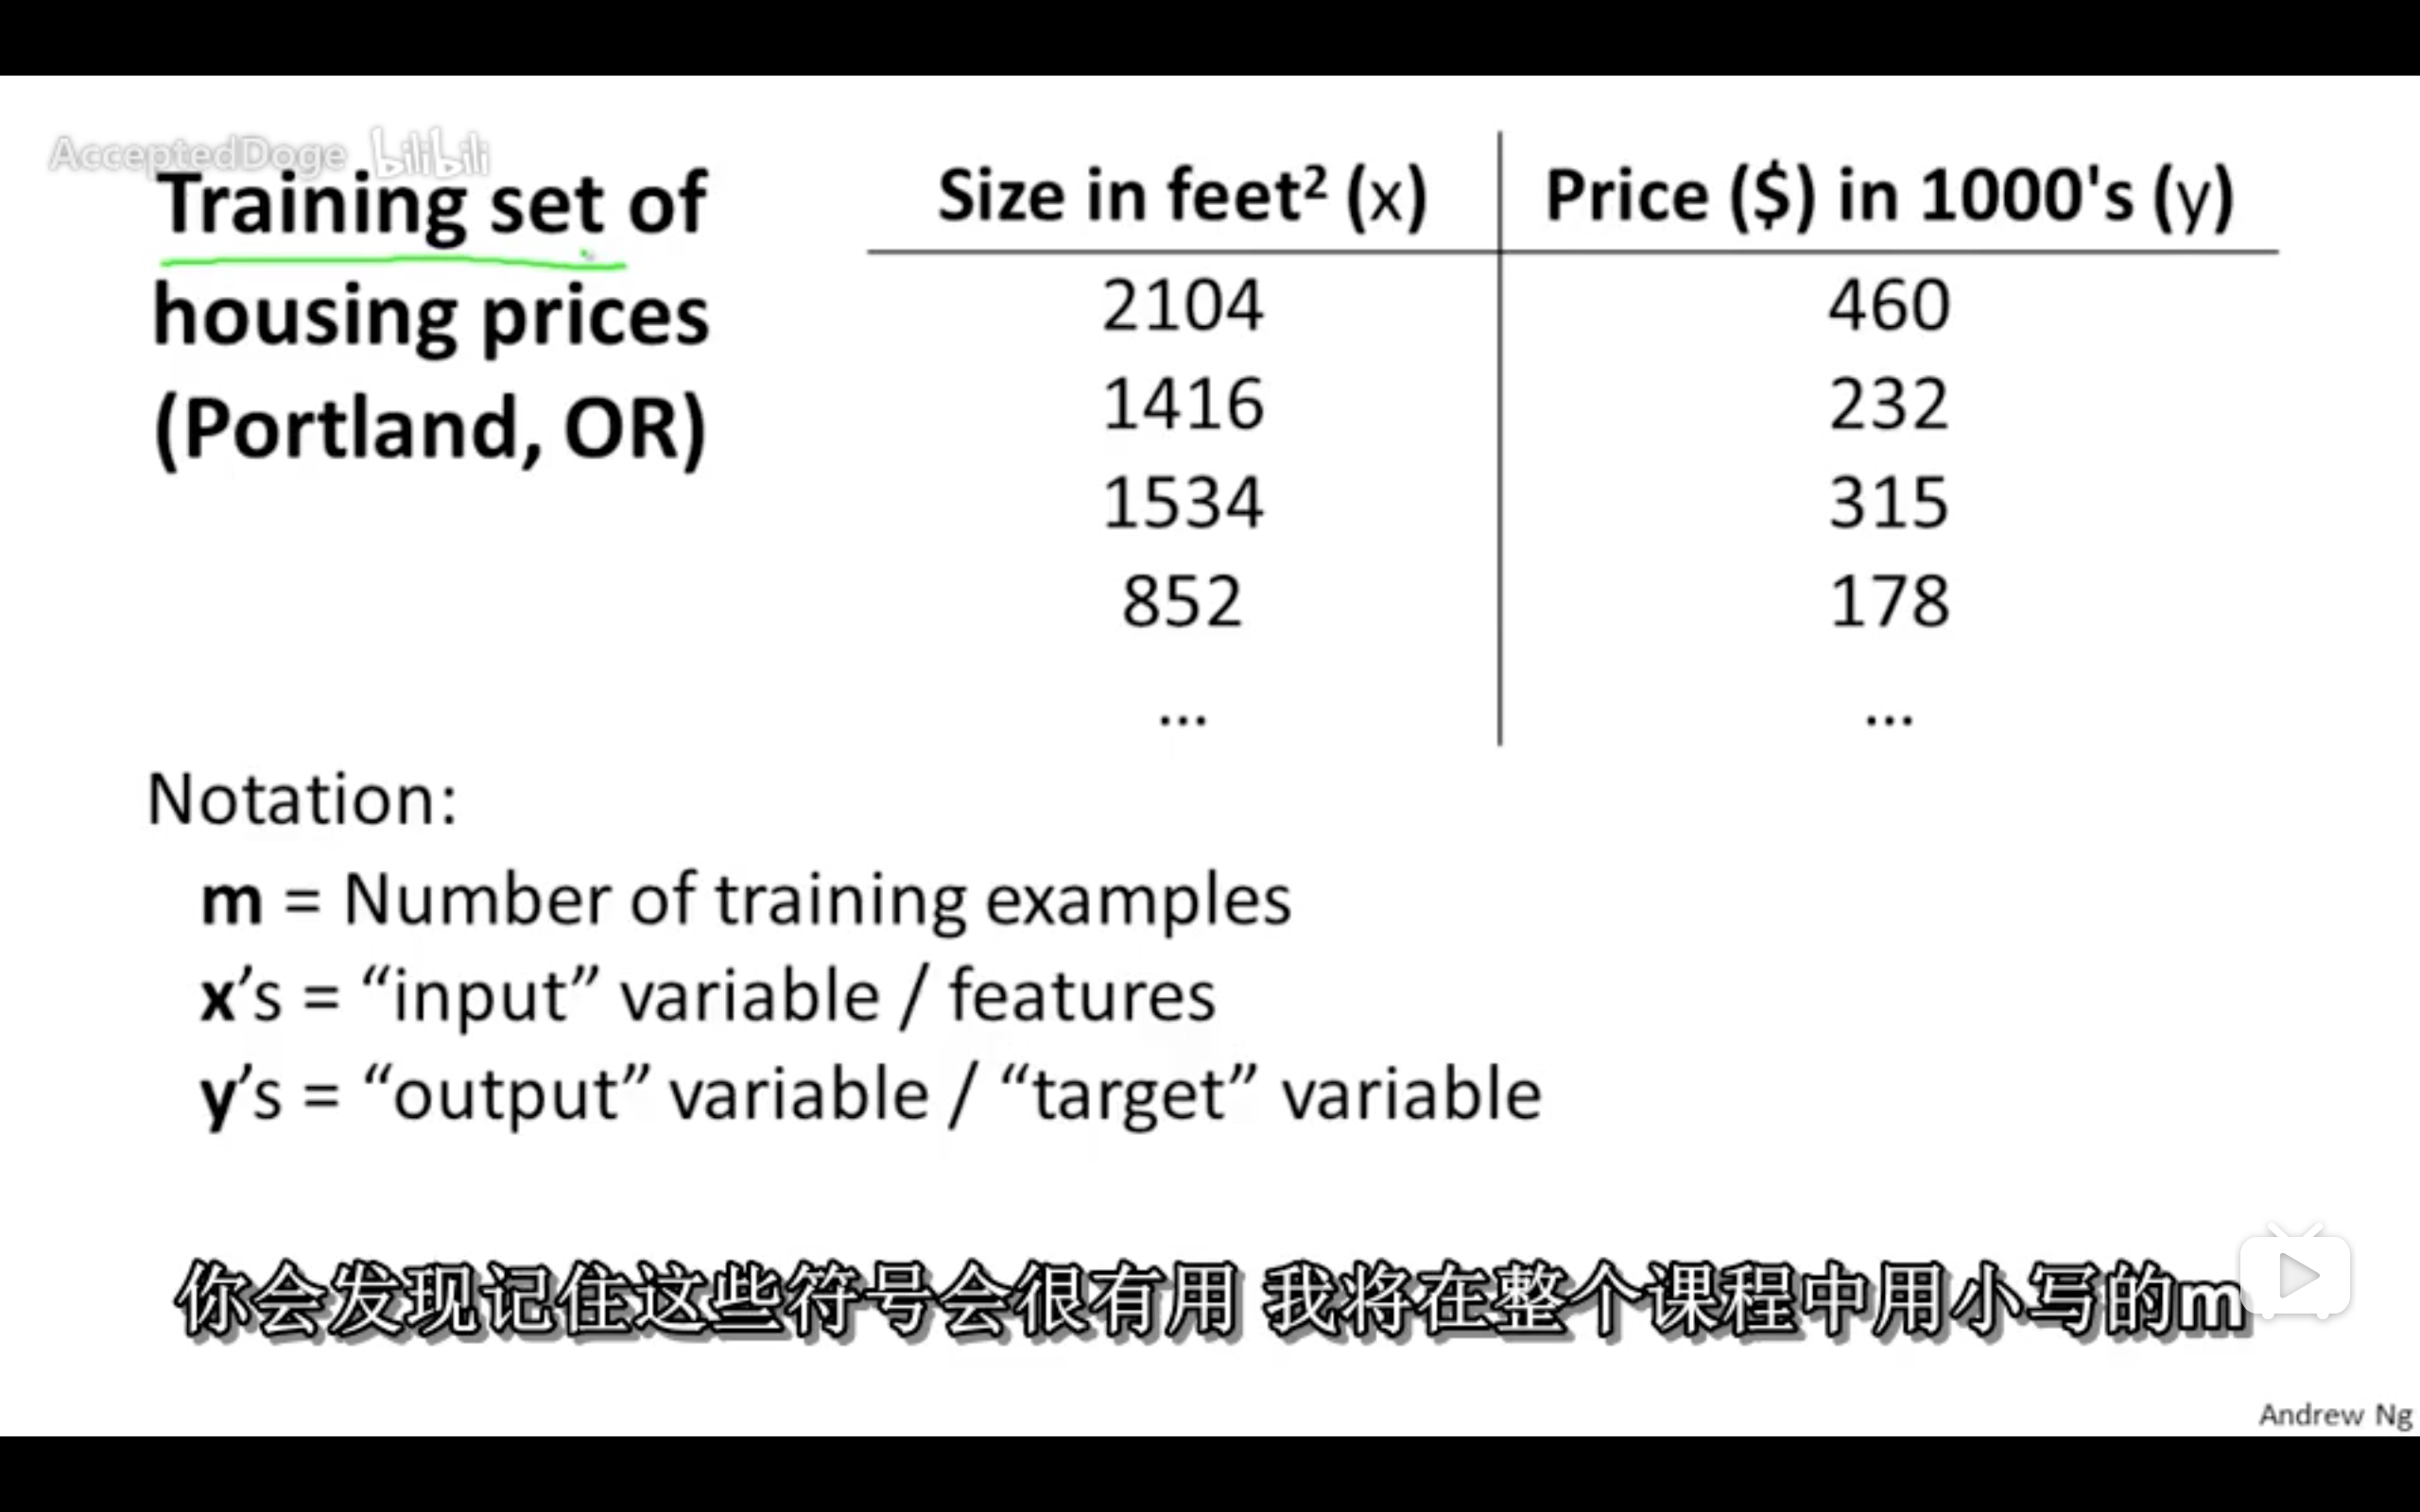 AcceptedDoge bilibili
Training set of
housing prices
(Portland, OR)
Size in feet² (x) Price ($) in 1000's (y)
2104 460
1416 232
1534 315
852 178
... ...
Notation:
m = Number of training examples
x’s = “input” variable / features
y’s = “output” variable / “target” variable
你会发现记住这些符号会很有用 我将在整个课程中用小写的m
Andrew Ng